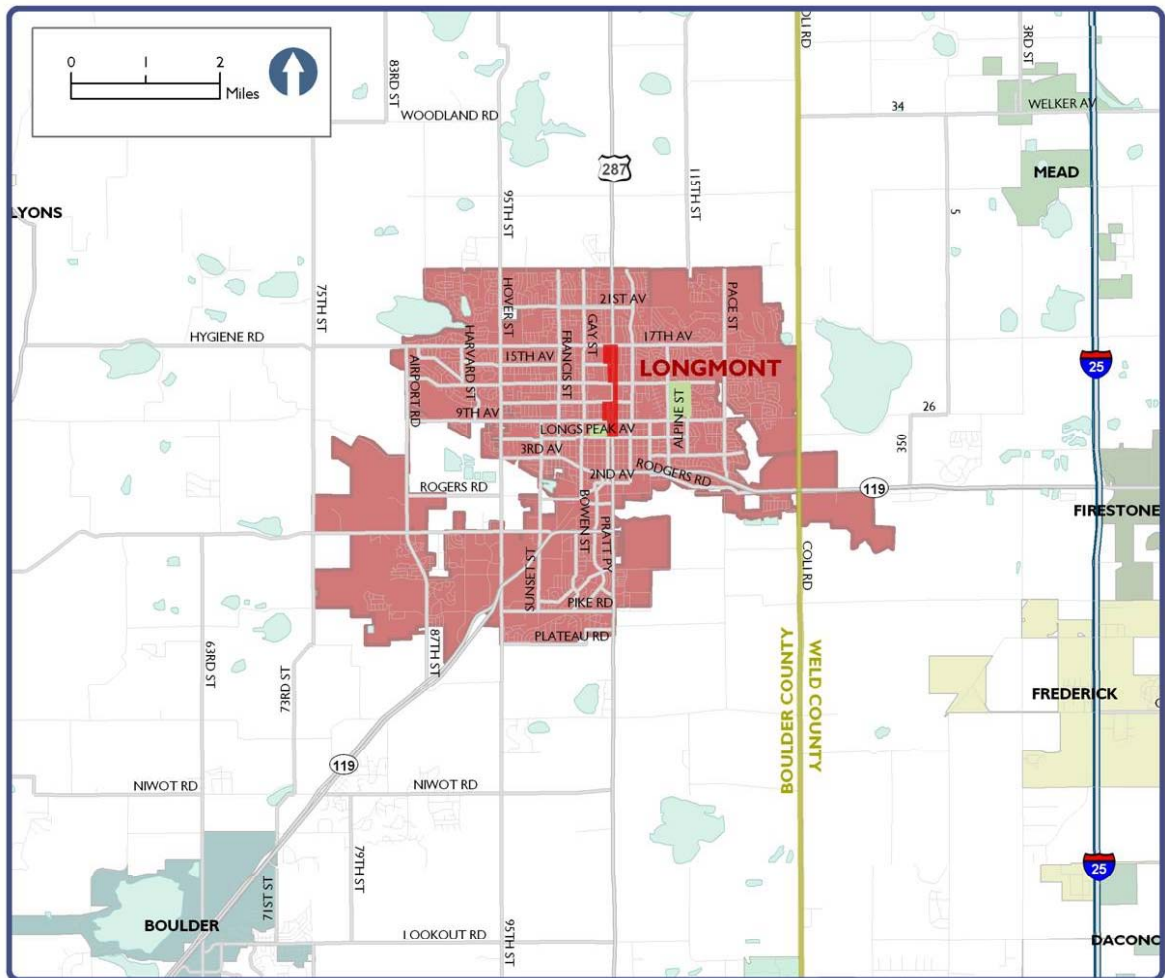 0 1 2
Miles
83RD ST
WOODLAND RD
COLI RD
3RD ST
34
WELKER AV
287
115TH ST
MEAD
LYONS
95TH ST
5
75TH ST
HOVER ST
21ST AV
PACE ST
HYGIENE RD
HARVARD ST
FRANCIS ST
GAY ST
17TH AV
15TH AV
LONGMONT
25
AIRPORT RD
9TH AV
ALPINE ST
26
LONGS PEAK AV
350
3RD AV
2ND AV
RODGERS RD
ROGERS RD
119
BOWEN ST
PRATT PY
FIRESTONE
SUNSET ST
COLI RD
PIKE RD
87TH ST
PLATEAU RD
63RD ST
73RD ST
BOULDER COUNTY
WELD COUNTY
FREDERICK
119
NIWOT RD
NIWOT RD
79TH ST
25
71ST ST
BOULDER
95TH ST
LOOKOUT RD
DACONC